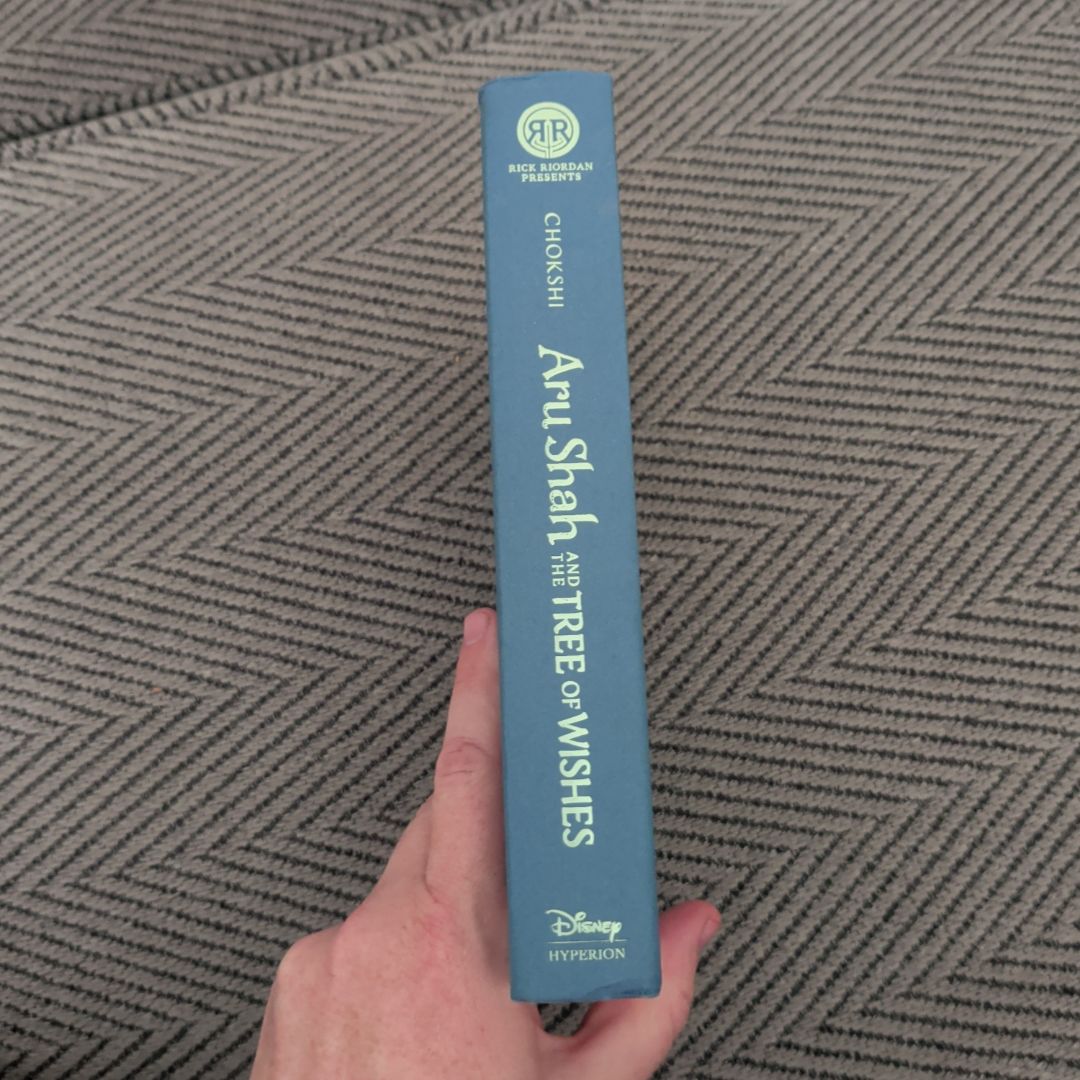 RR
RICK RIORDAN
PRESENTS
CHOKSHI
Aru Shah AND THE TREE OF WISHES
Disney
HYPERION